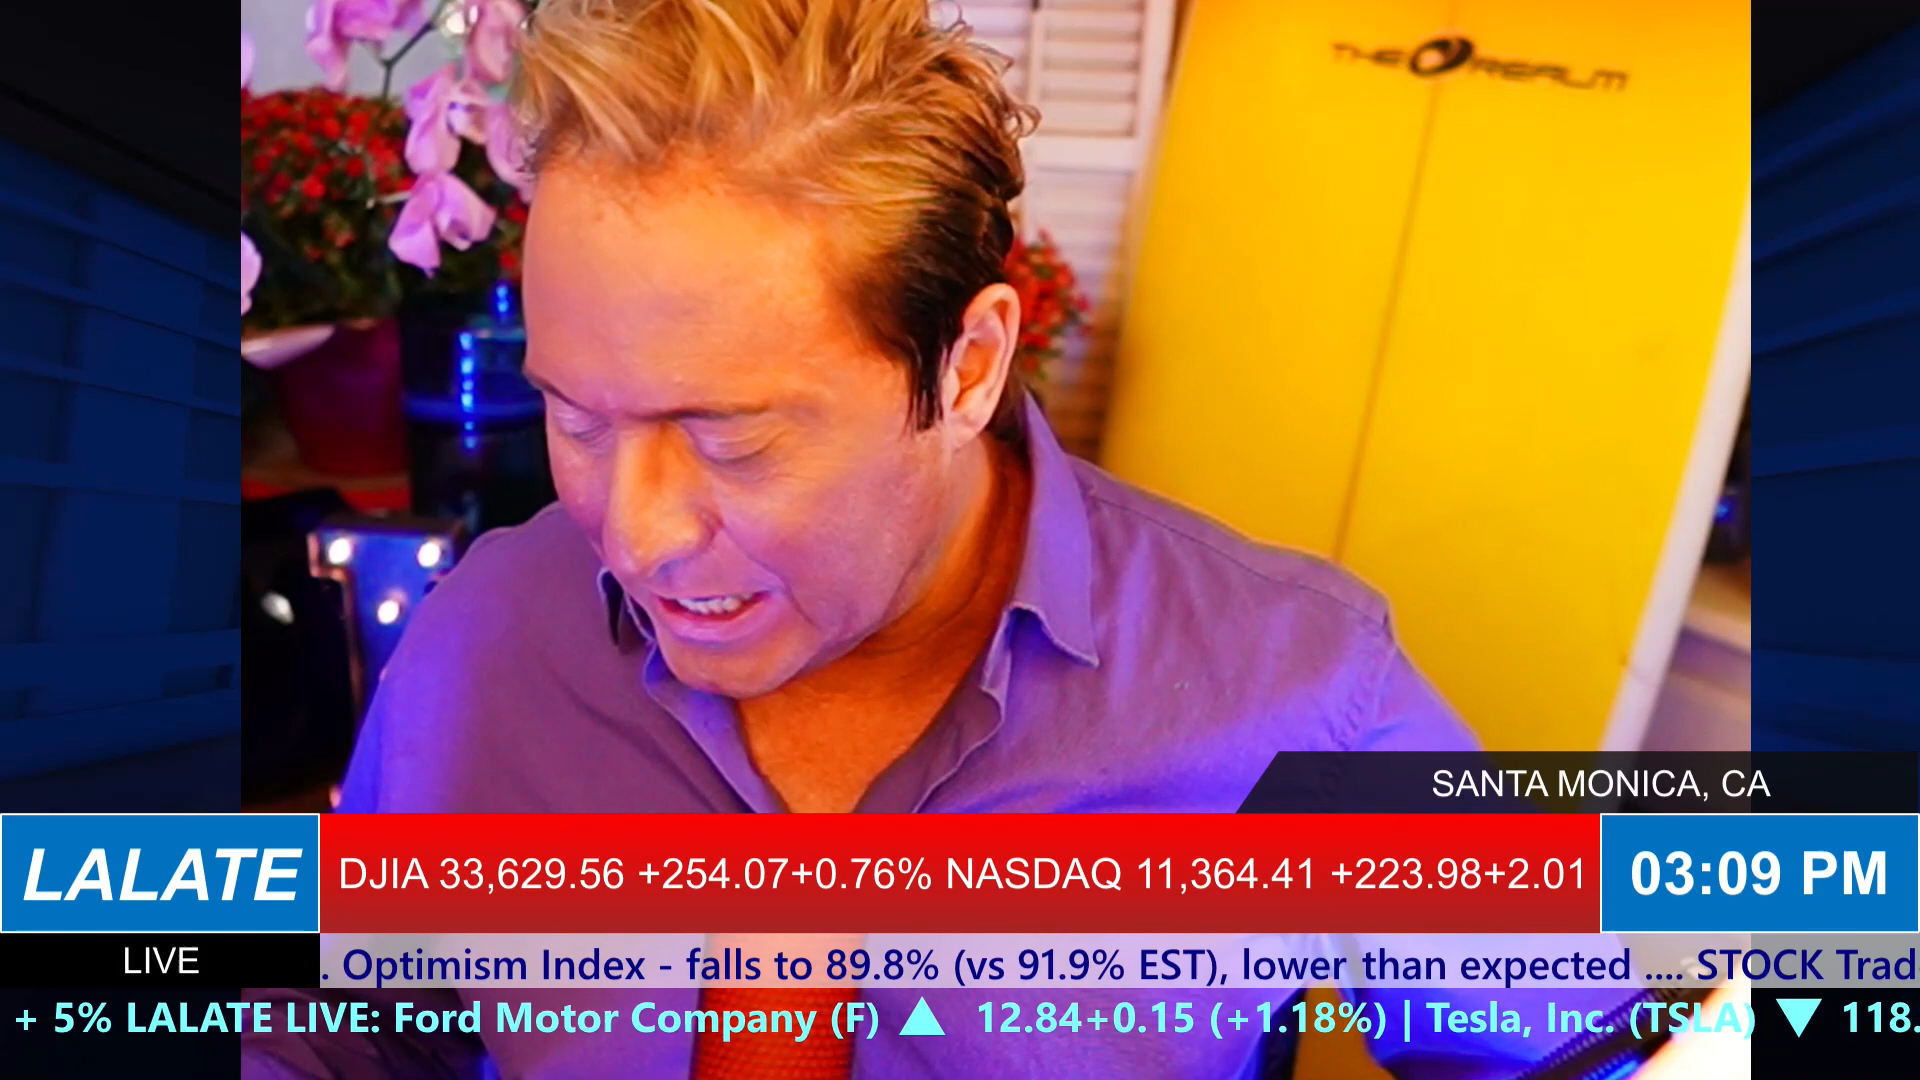 THE REALM
SANTA MONICA, CA
LALATE
DJIA 33,629.56 +254.07+0.76% NASDAQ 11,364.41 +223.98+2.01
03:09 PM
LIVE
. Optimism Index - falls to 89.8% (vs 91.9% EST), lower than expected .... STOCK Trad
+ 5% LALATE LIVE: Ford Motor Company (F) ▲ 12.84+0.15 (+1.18%) | Tesla, Inc. (TSLA) ▼ 118.